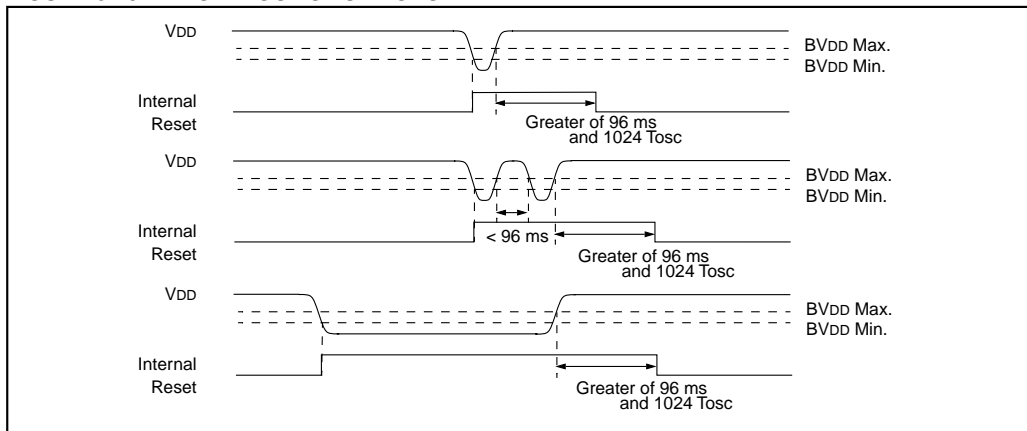 VDD
BVDD Max.
BVDD Min.
Internal
Reset
Greater of 96 ms
and 1024 Tosc
VDD
BVDD Max.
BVDD Min.
Internal
Reset
< 96 ms
Greater of 96 ms
and 1024 Tosc
VDD
BVDD Max.
BVDD Min.
Internal
Reset
Greater of 96 ms
and 1024 Tosc